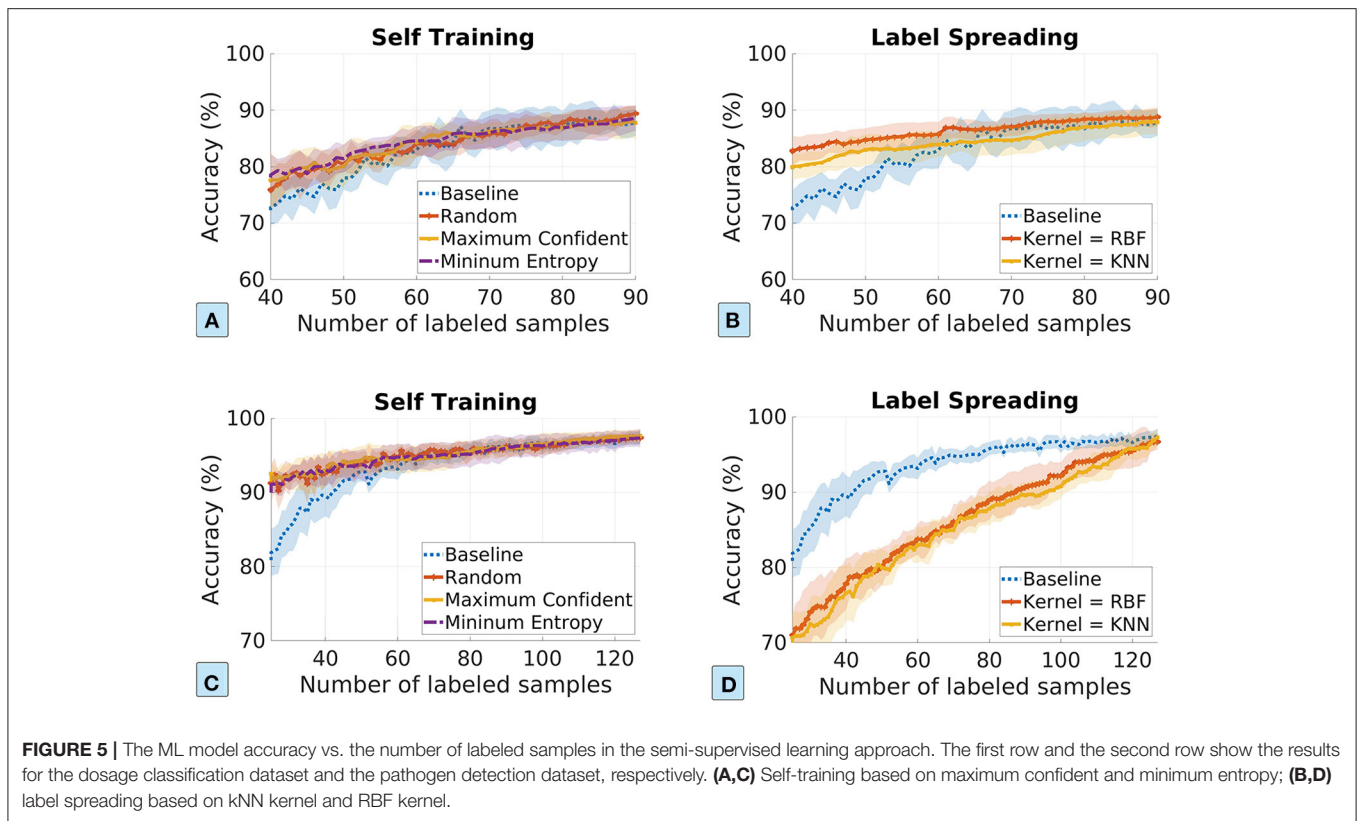 Self Training
100
90
80
70
60
Accuracy (%)
Baseline
Random
Maximum Confident
Mininum Entropy
40 50 60 70 80 90
Number of labeled samples
A
Label Spreading
100
90
80
70
60
Accuracy (%)
Baseline
Kernel = RBF
Kernel = KNN
40 50 60 70 80 90
Number of labeled samples
B
Self Training
100
90
80
70
Accuracy (%)
Baseline
Random
Maximum Confident
Mininum Entropy
40 60 80 100 120
Number of labeled samples
C
Label Spreading
100
90
80
70
Accuracy (%)
Baseline
Kernel = RBF
Kernel = KNN
40 60 80 100 120
Number of labeled samples
D
FIGURE 5 | The ML model accuracy vs. the number of labeled samples in the semi-supervised learning approach. The first row and the second row show the results
for the dosage classification dataset and the pathogen detection dataset, respectively. (A,C) Self-training based on maximum confident and minimum entropy; (B,D)
label spreading based on kNN kernel and RBF kernel.